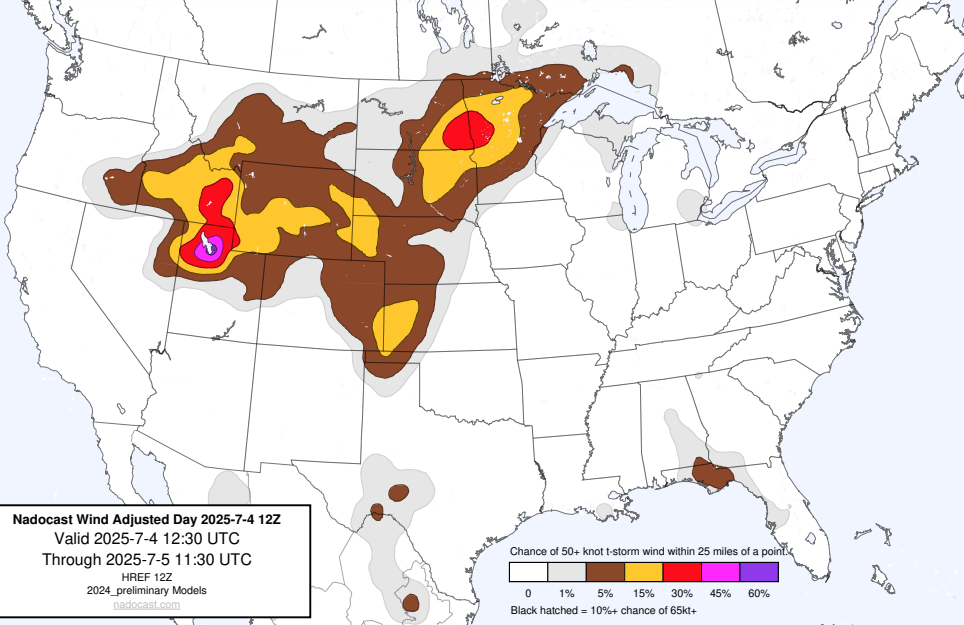 Nadocast Wind Adjusted Day 2025-7-4 12Z
Valid 2025-7-4 12:30 UTC
Through 2025-7-5 11:30 UTC
HREF 12Z
2024_preliminary Models
nadocast.com
Chance of 50+ knot t-storm wind within 25 miles of a point.
0 1% 5% 15% 30% 45% 60%
Black hatched = 10%+ chance of 65kt+